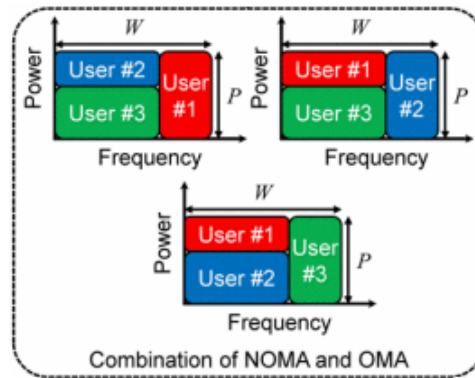 W
W
Power
User #2
User #3
User
#1
P
Frequency
Power
User #1
User #3
User
#2
P
Frequency
W
Power
User #1
User #2
User
#3
P
Frequency
Combination of NOMA and OMA